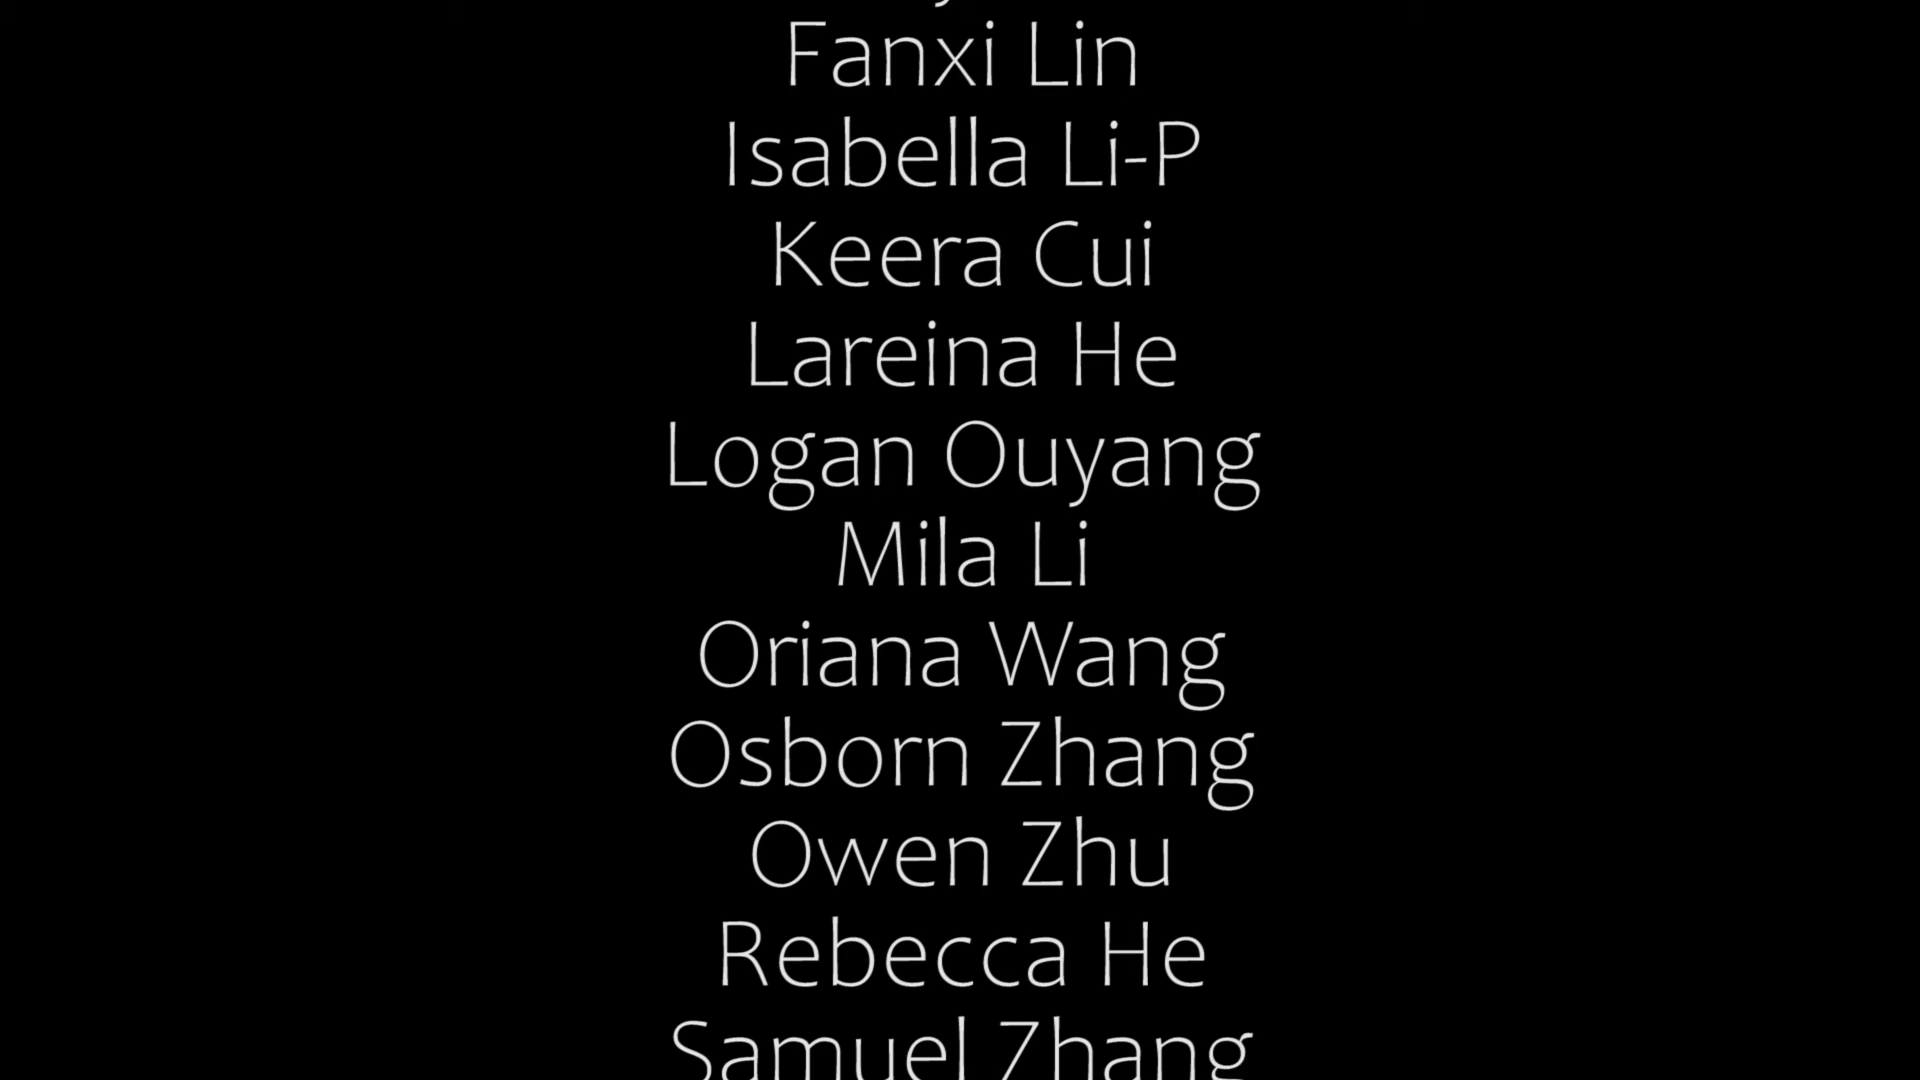 Fanxi Lin
Isabella Li-P
Keera Cui
Lareina He
Logan Ouyang
Mila Li
Oriana Wang
Osborn Zhang
Owen Zhu
Rebecca He
Samuel Zhang